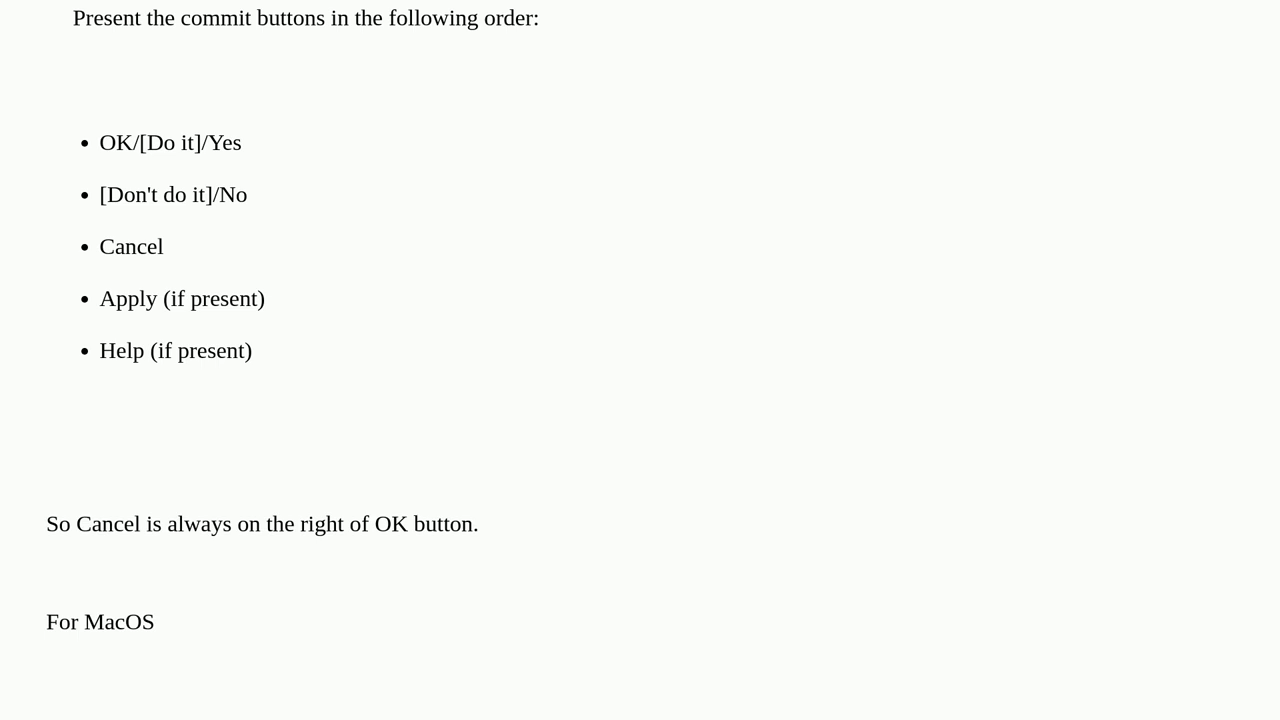 Present the commit buttons in the following order:
• OK/[Do it]/Yes
• [Don't do it]/No
• Cancel
• Apply (if present)
• Help (if present)
So Cancel is always on the right of OK button.
For MacOS